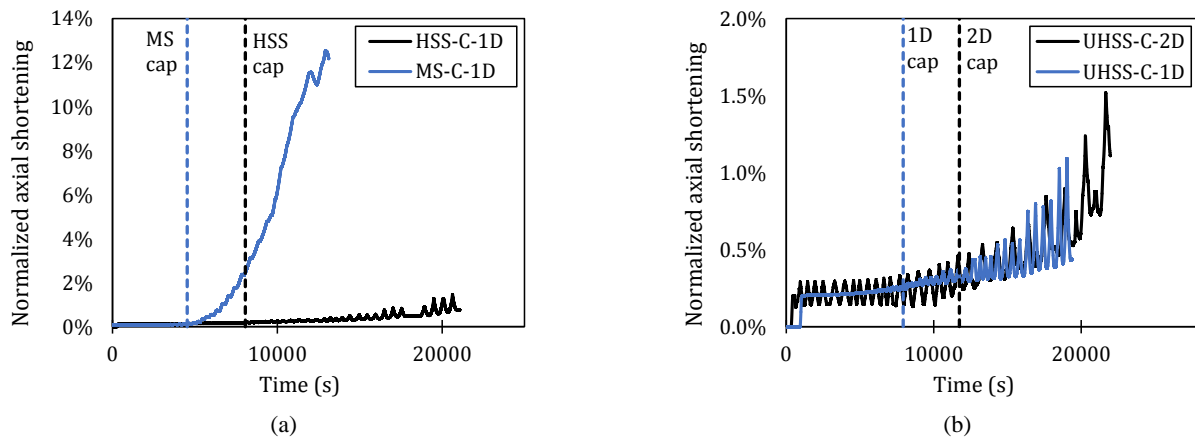 14%
12%
10%
8%
6%
4%
2%
0%
Normalized axial shortening
MS
cap
HSS
cap
HSS-C-1D
MS-C-1D
0
10000
20000
Time (s)
(a)
2.0%
1.5%
1.0%
0.5%
0.0%
Normalized axial shortening
1D
cap
2D
cap
UHSS-C-2D
UHSS-C-1D
0
10000
20000
Time (s)
(b)